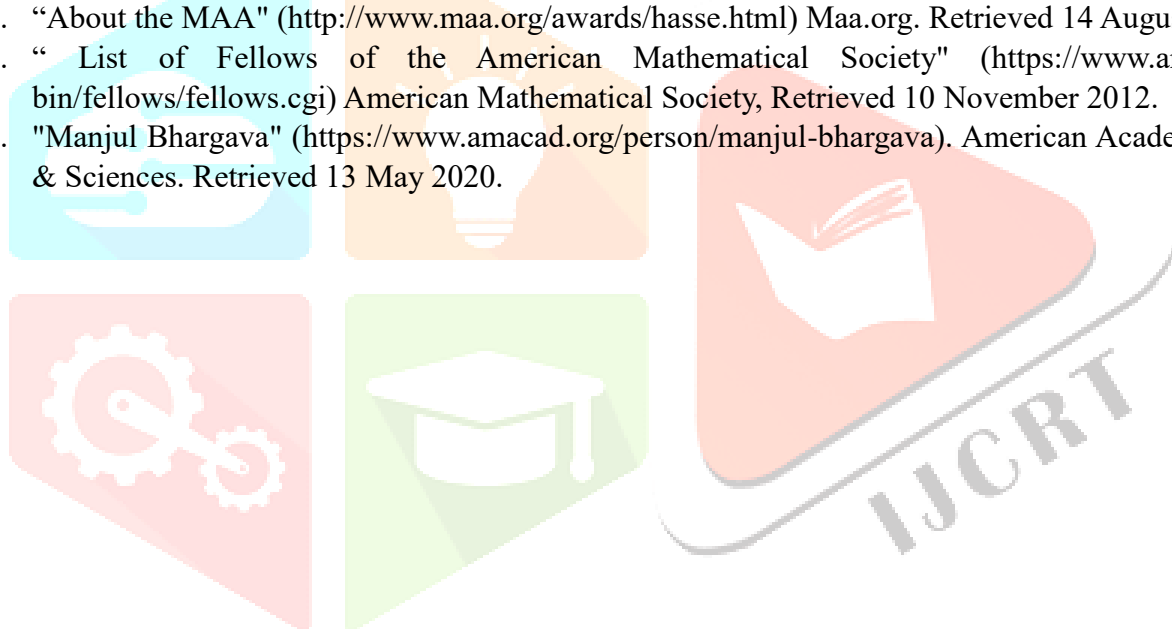 . “About the MAA" (http://www.maa.org/awards/hasse.html) Maa.org. Retrieved 14 Augu
. “ List of Fellows of the American Mathematical Society" (https://www.a
bin/fellows/fellows.cgi) American Mathematical Society, Retrieved 10 November 2012.
. "Manjul Bhargava" (https://www.amacad.org/person/manjul-bhargava). American Acade
& Sciences. Retrieved 13 May 2020.
IJCRT